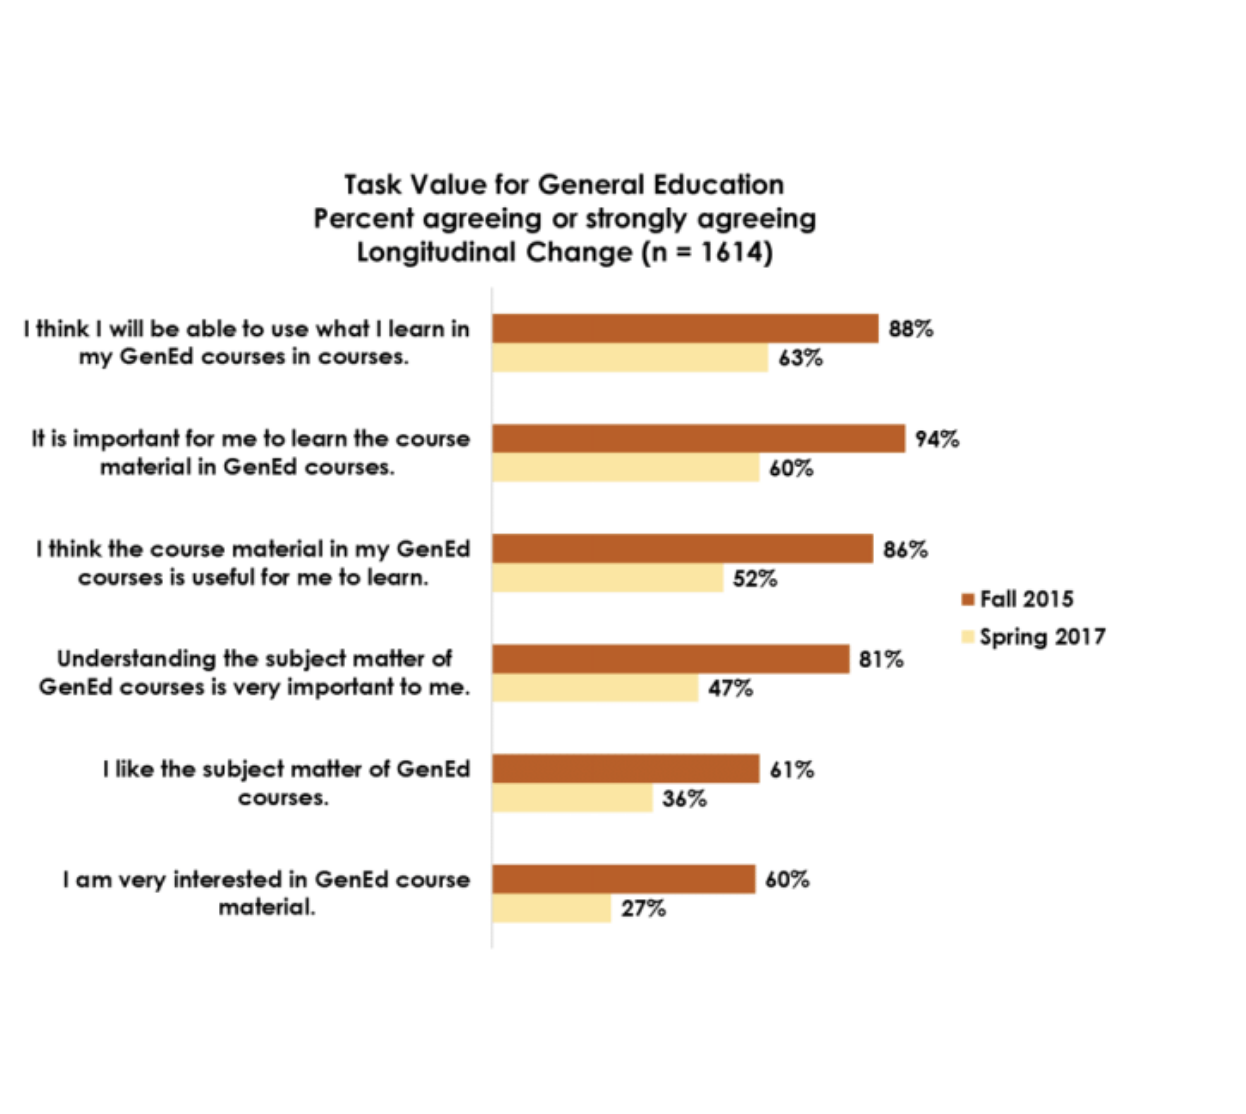 Task Value for General Education
Percent agreeing or strongly agreeing
Longitudinal Change (n = 1614)
I think I will be able to use what I learn in
my GenEd courses in courses.
88%
63%
It is important for me to learn the course
material in GenEd courses.
94%
60%
I think the course material in my GenEd
courses is useful for me to learn.
86%
52%
Understanding the subject matter of
GenEd courses is very important to me.
81%
47%
I like the subject matter of GenEd
courses.
61%
36%
I am very interested in GenEd course
material.
60%
27%
Fall 2015
Spring 2017